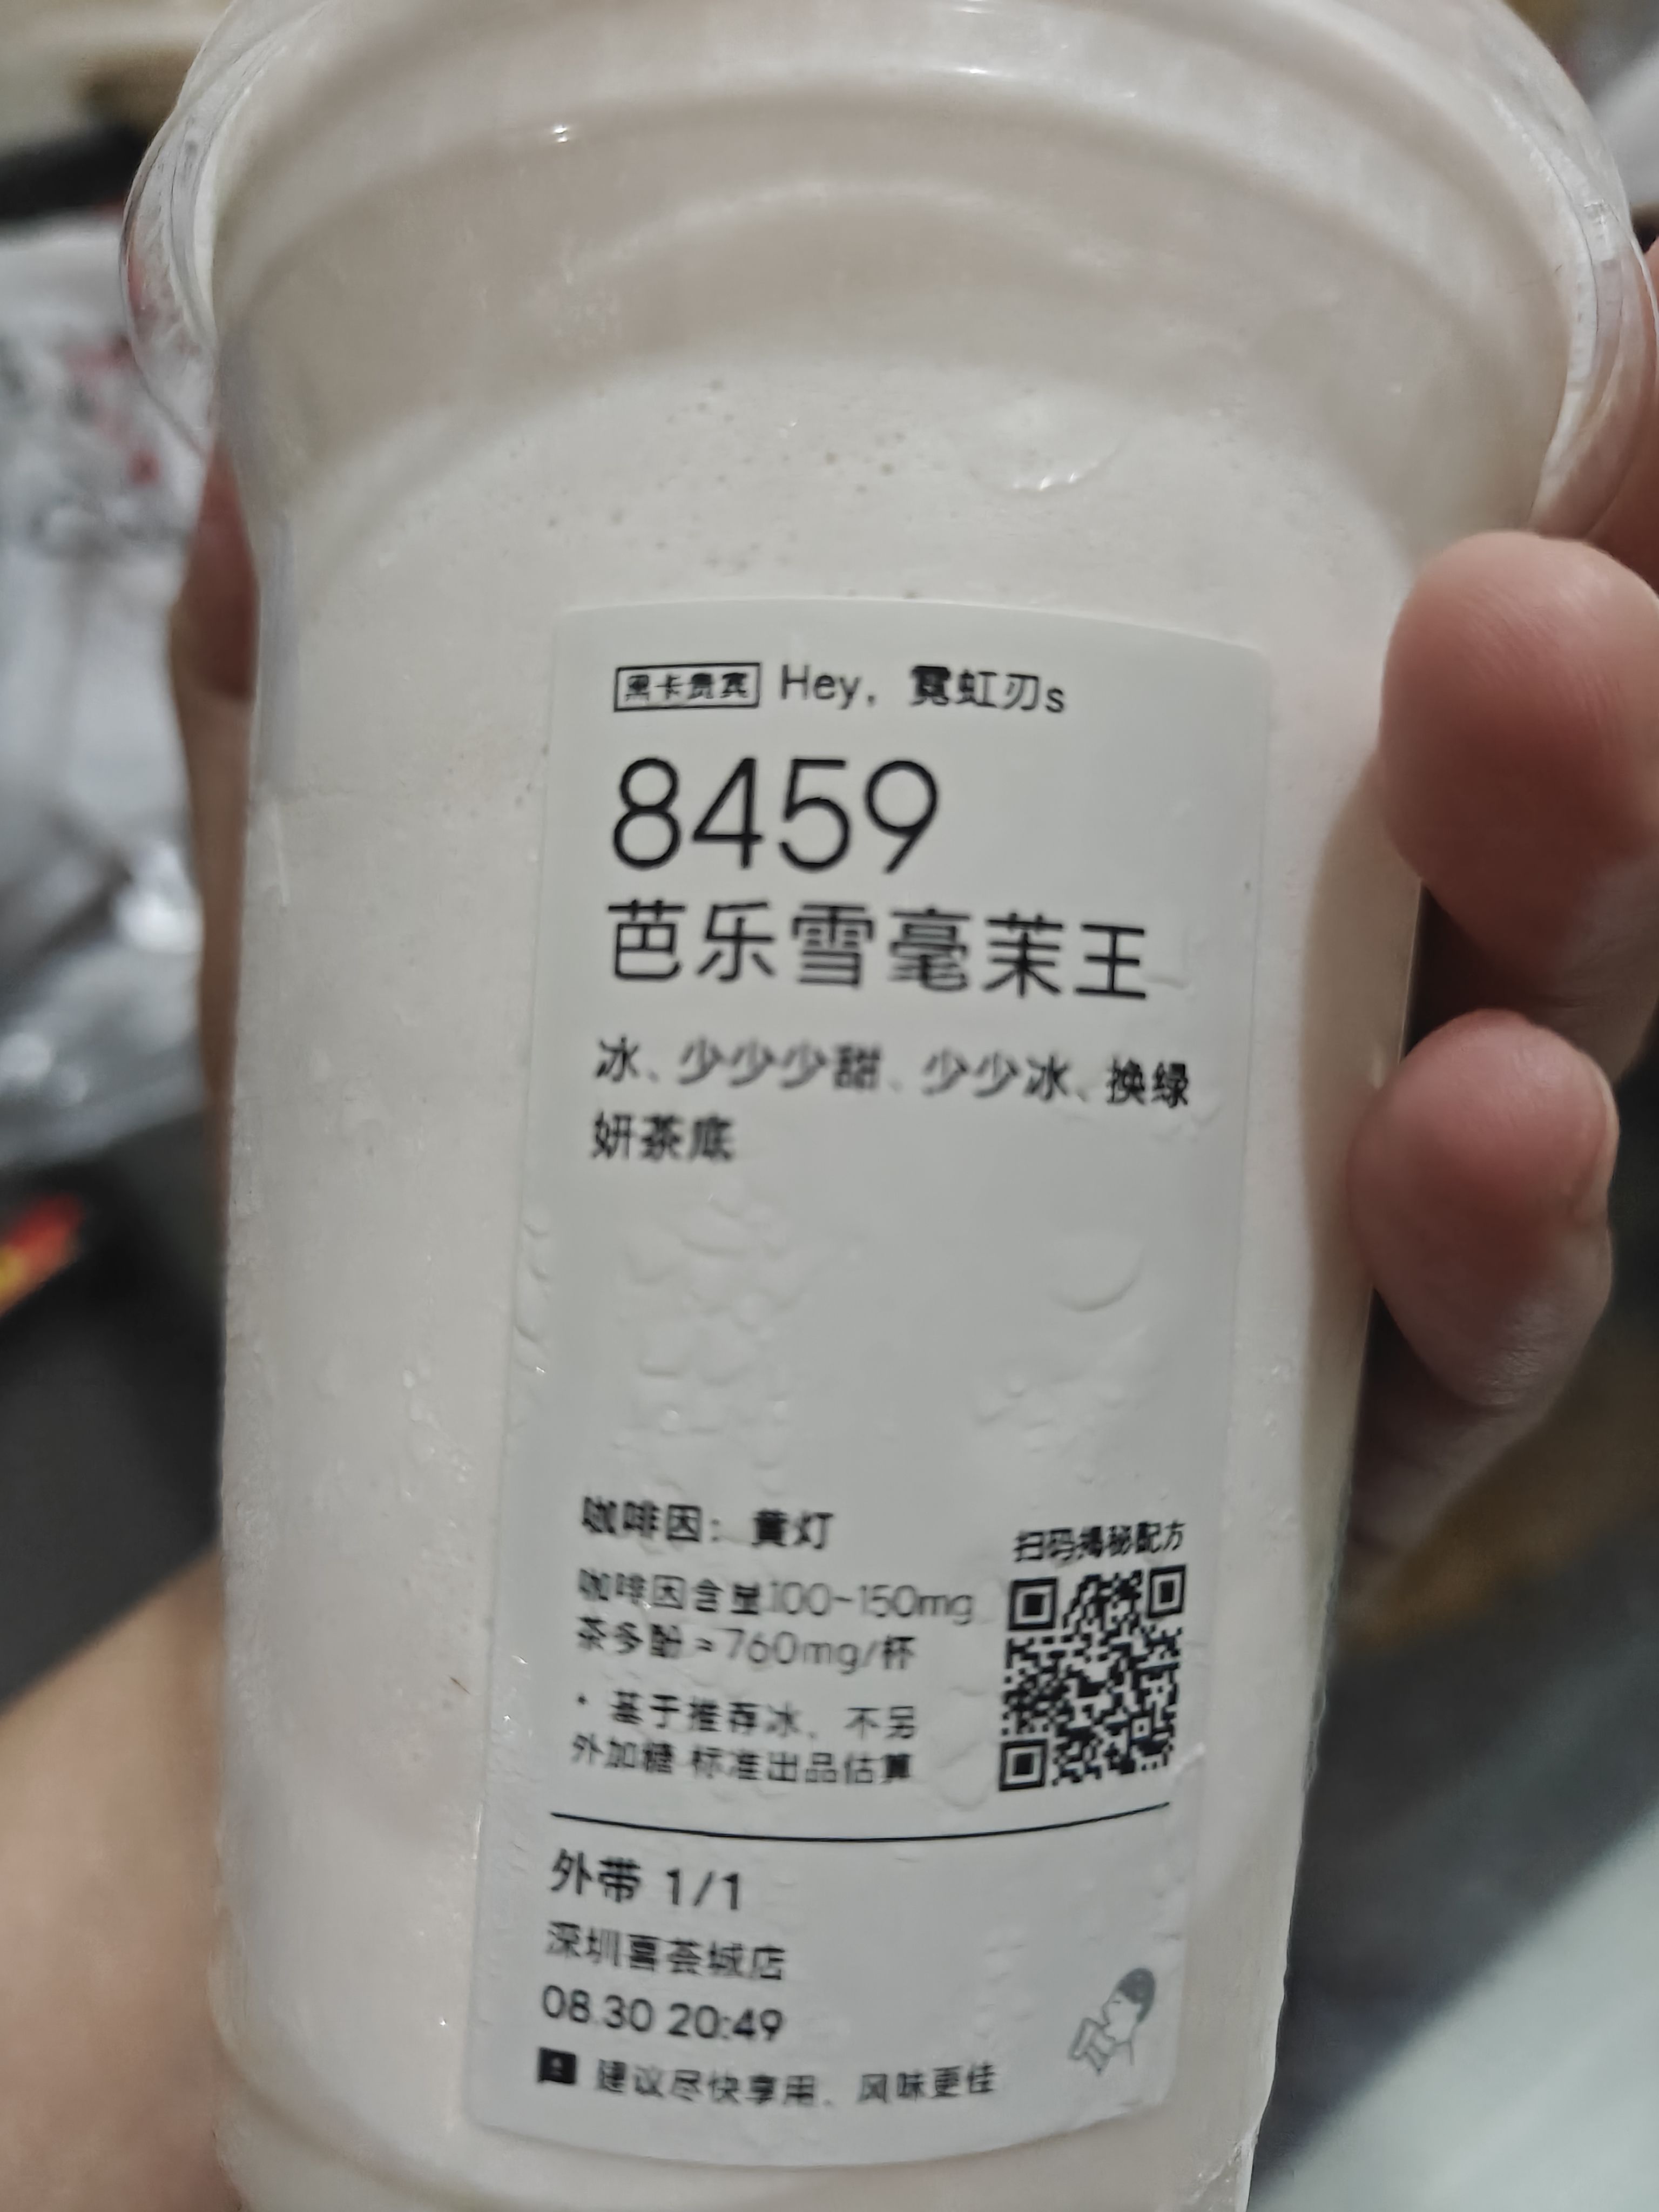 黑卡贵宾 Hey, 霓虹刃s
8459
芭乐雪毫茉王
冰、少少少甜、少少冰、换绿
妍茶底
咖啡因：黄灯
扫码揭秘配方
咖啡因含量:100~150mg
茶多酚≥760mg/杯
* 基于推荐冰、不另
外加糖 标准出品估算
外带 1/1
深圳喜荟城店
08.30 20:49
建议尽快享用，风味更佳